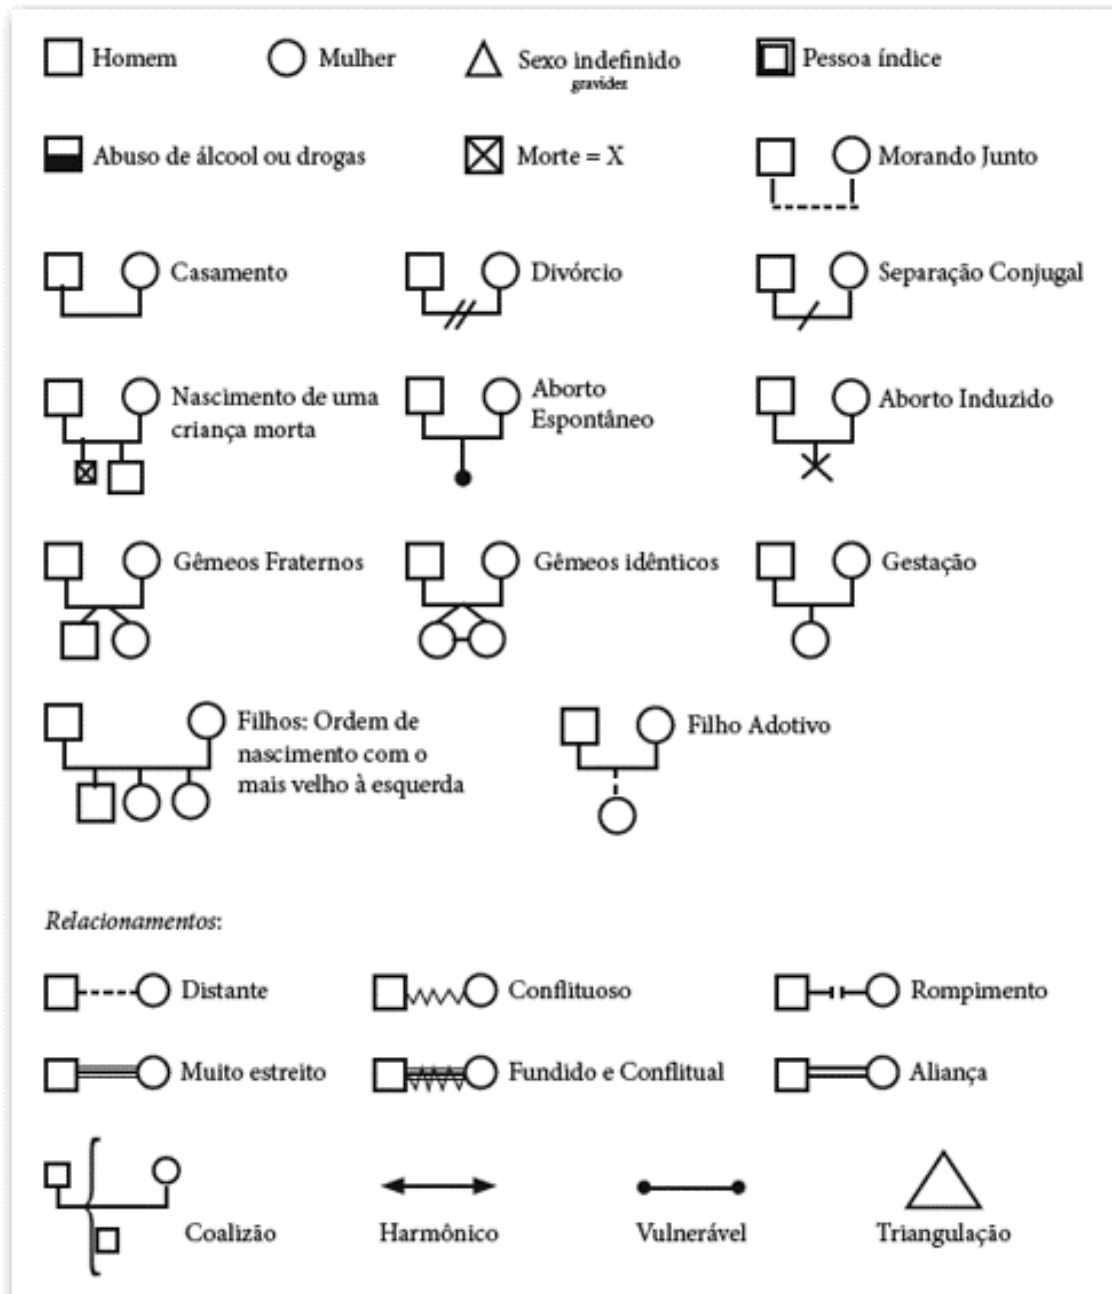 Homem
Mulher
Sexo indefinido
gravidez
Pessoa índice
Abuso de álcool ou drogas
Morte = X
Morando Junto
Casamento
Divórcio
Separação Conjugal
Nascimento de uma
criança morta
Aborto
Espontâneo
Aborto Induzido
Gêmeos Fraternos
Gêmeos idênticos
Gestação
Filhos: Ordem de
nascimento com o
mais velho à esquerda
Filho Adotivo
Relacionamentos:
Distante
Conflituoso
Rompimento
Muito estreito
Fundido e Conflitual
Aliança
Coalizão
Harmônico
Vulnerável
Triangulação